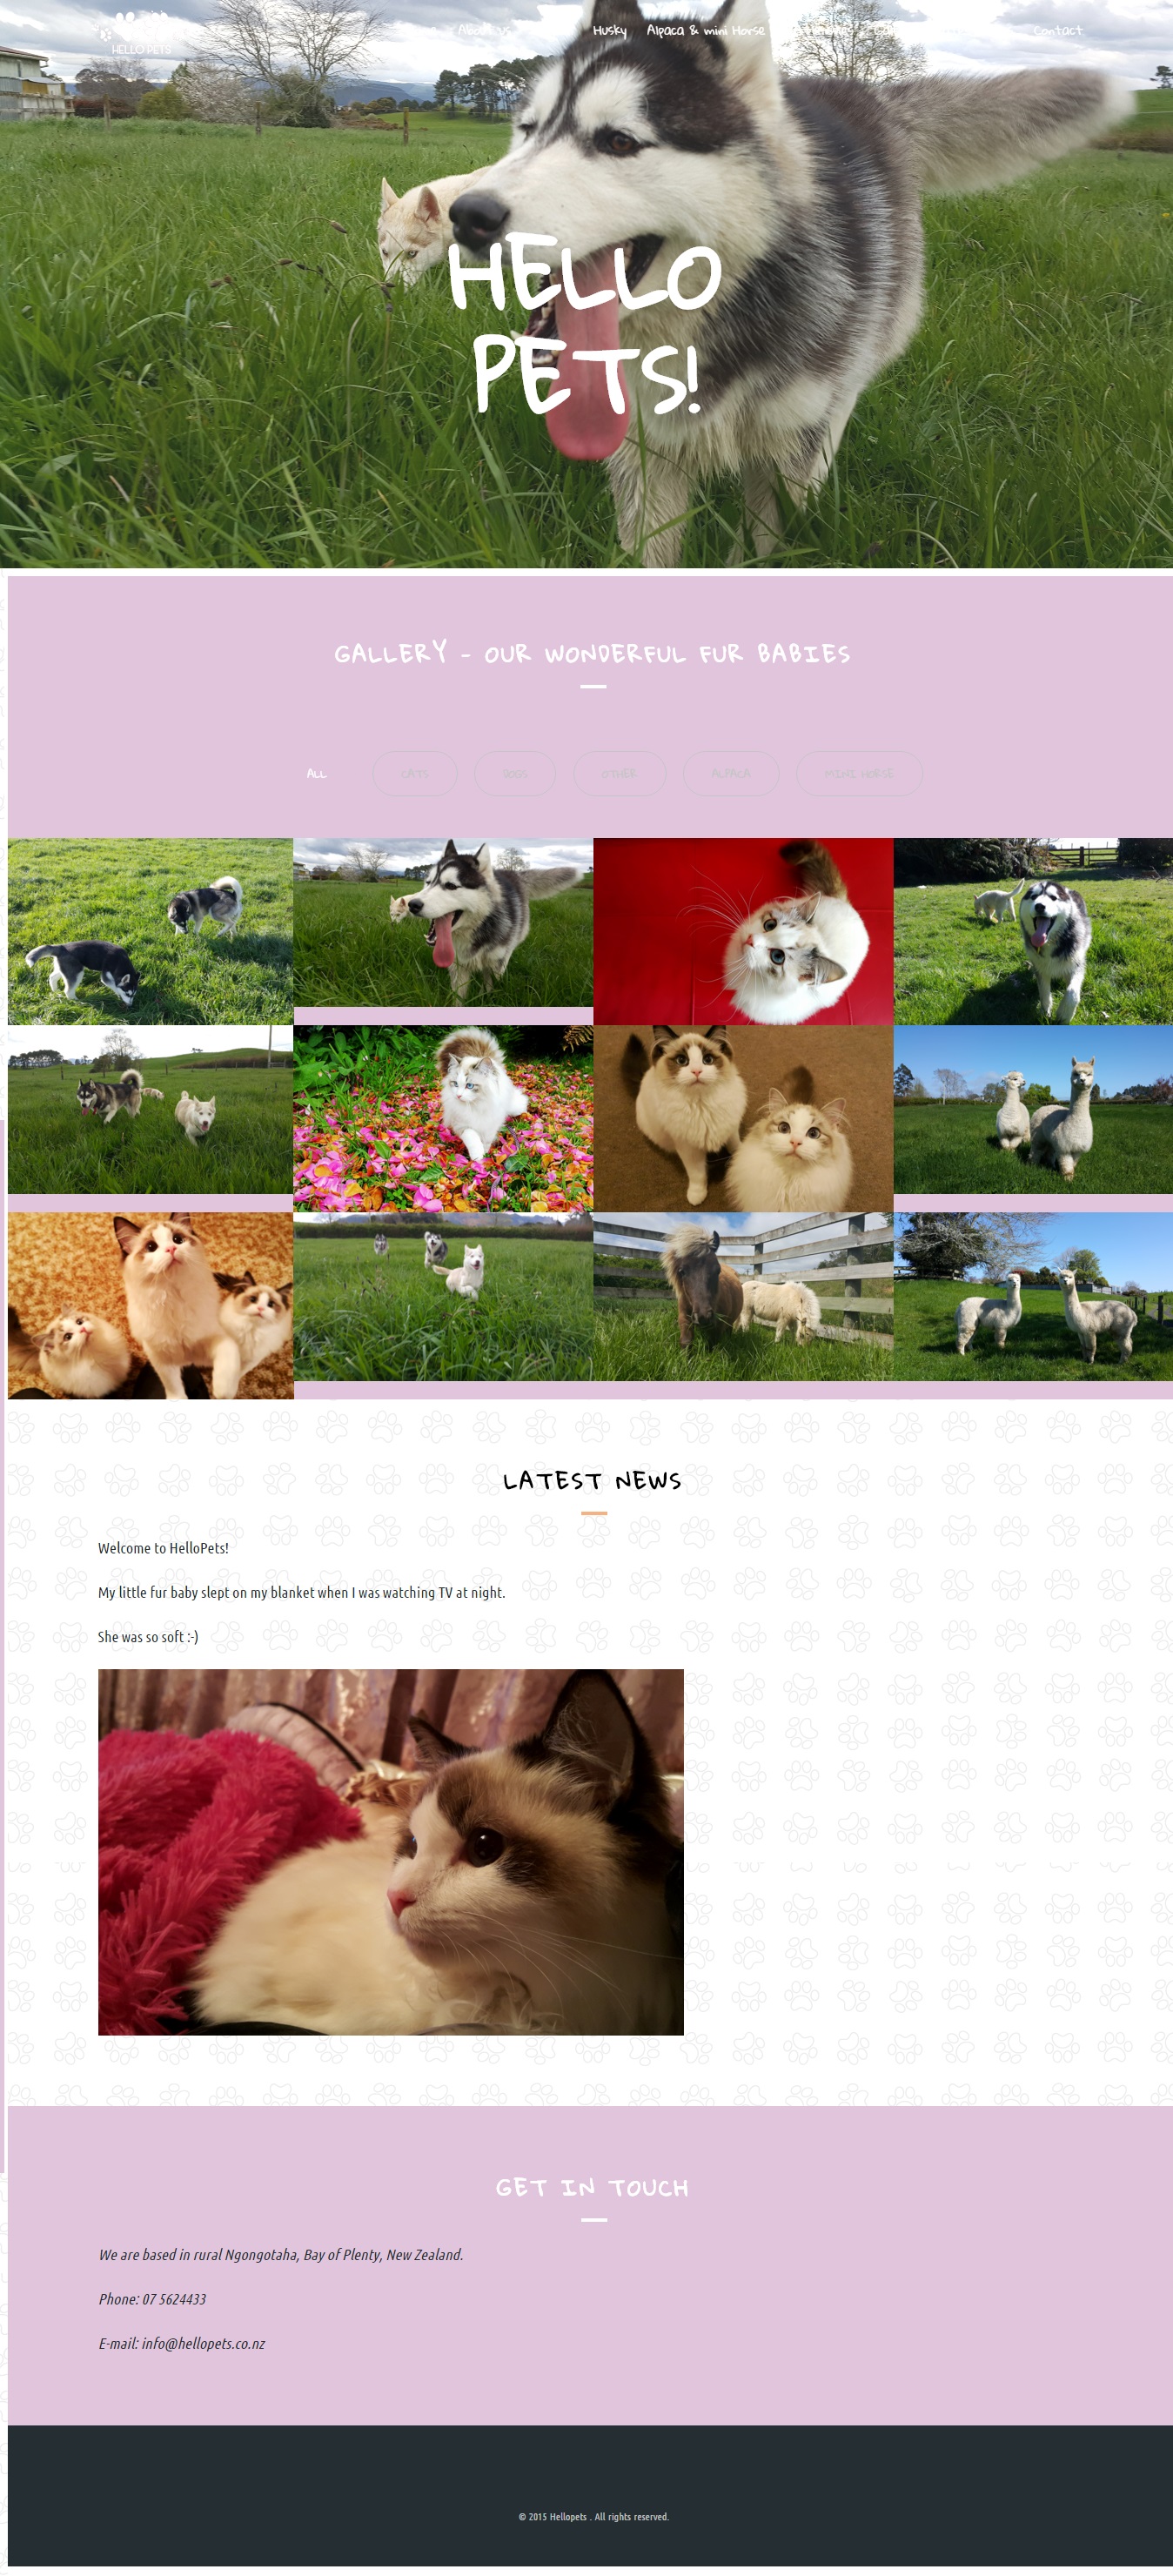 HELLO PETS
About us
Husky
Alpaca & mini Horse
Contact
HELLO
PETS!
GALLERY - OUR WONDERFUL FUR BABIES
ALL
CATS
DOGS
OTHER
ALPACA
MINI HORSE
LATEST NEWS
Welcome to HelloPets!
My little fur baby slept on my blanket when I was watching TV at night.
She was so soft :-)
GET IN TOUCH
We are based in rural Ngongotaha, Bay of Plenty, New Zealand.
Phone: 07 5624433
E-mail: info@hellopets.co.nz
© 2015 Hellopets . All rights reserved.